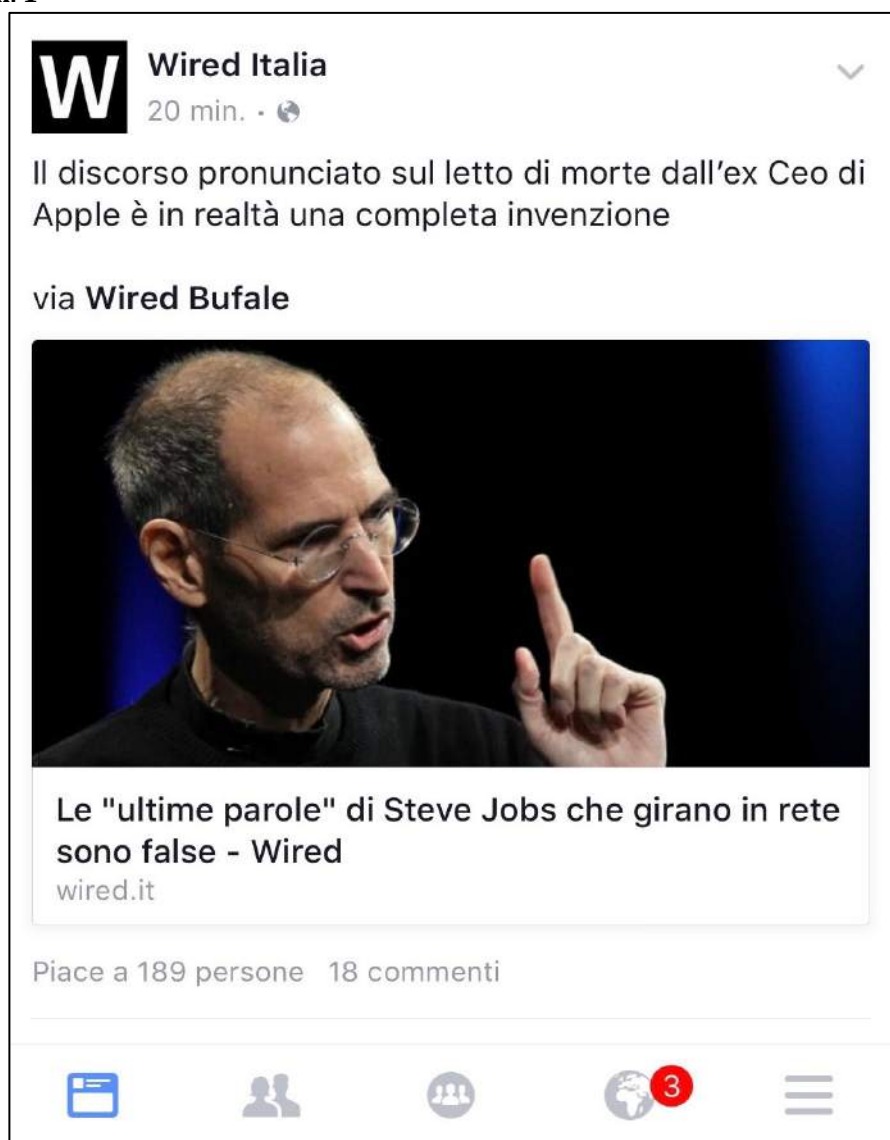 W
Wired Italia
20 min. ·
Il discorso pronunciato sul letto di morte dall'ex Ceo di
Apple è in realtà una completa invenzione
via Wired Bufale
Le "ultime parole" di Steve Jobs che girano in rete
sono false - Wired
wired.it
Piace a 189 persone 18 commenti
3